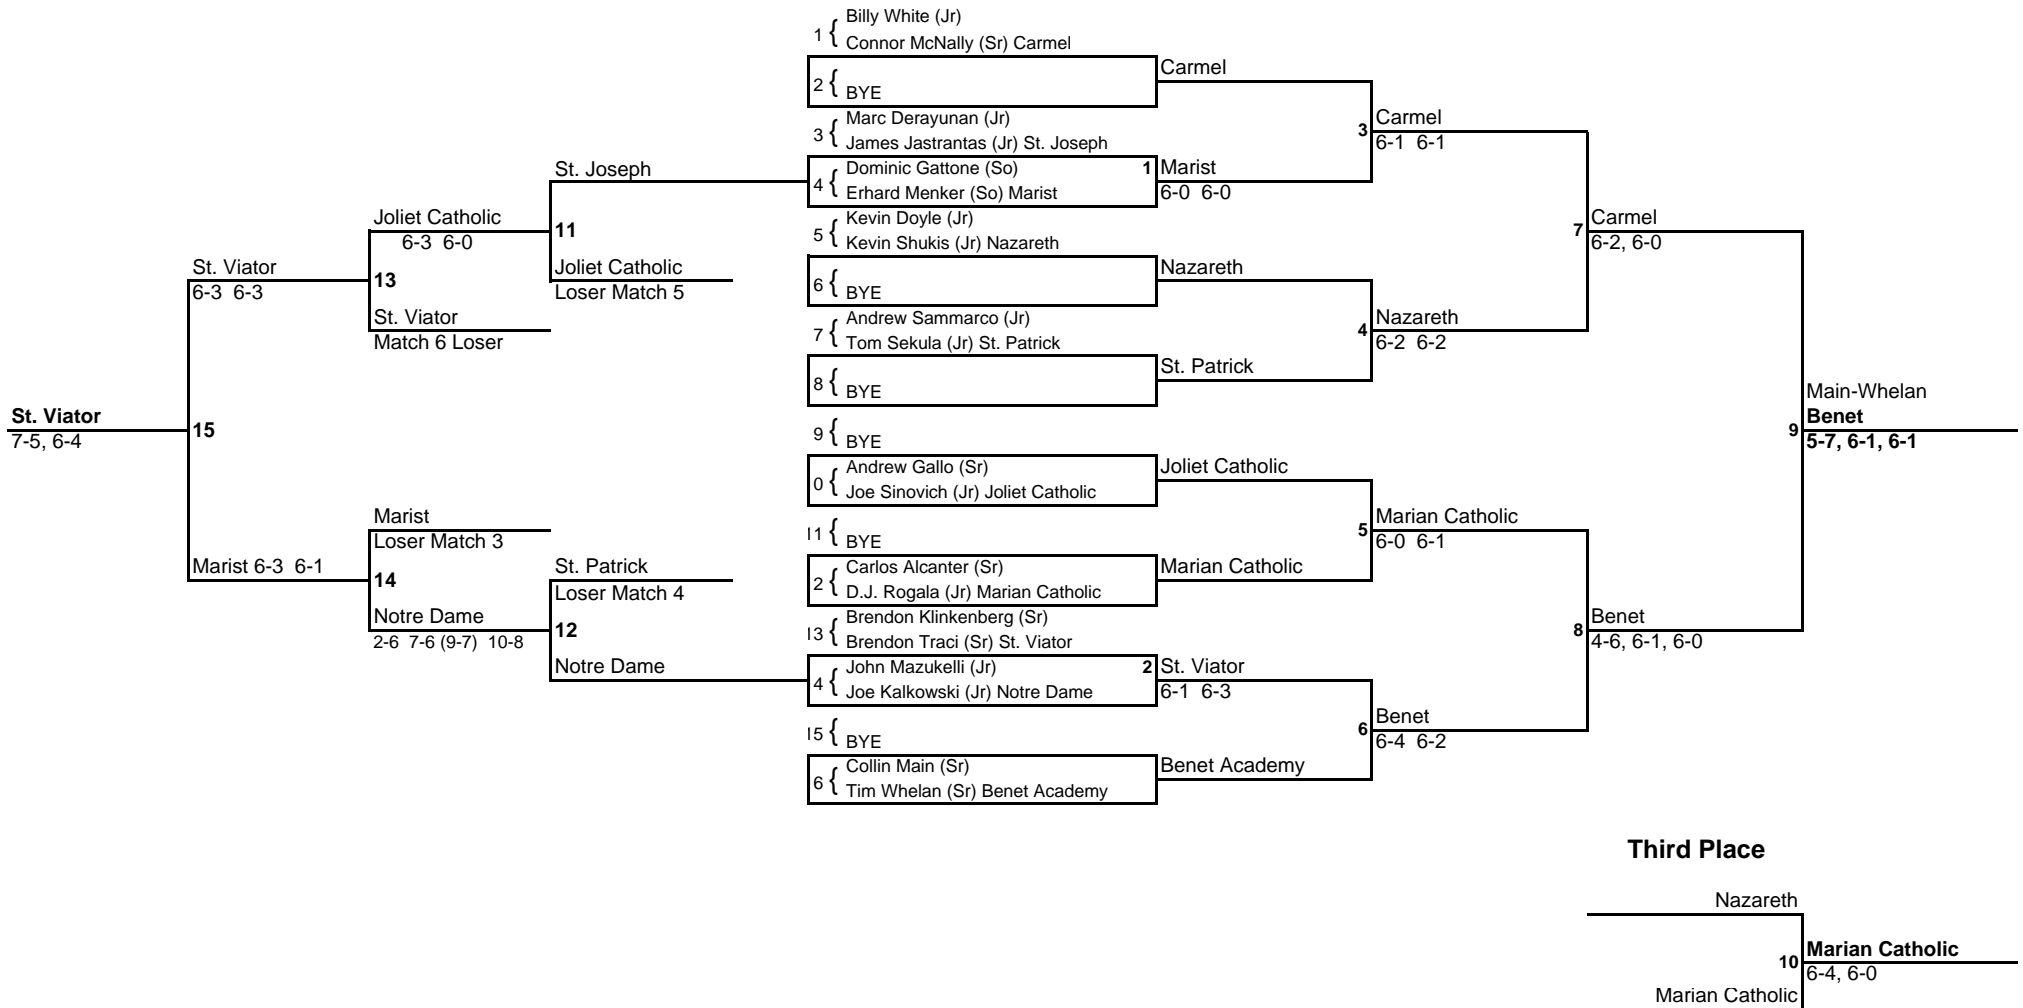 1 { Billy White (Jr)
Connor McNally (Sr) Carmel
2 { BYE
3 { Marc Derayunan (Jr)
James Jastrantas (Jr) St. Joseph
4 { Dominic Gattone (So)
Erhard Menker (So) Marist
5 { Kevin Doyle (Jr)
Kevin Shukis (Jr) Nazareth
6 { BYE
7 { Andrew Sammarco (Jr)
Tom Sekula (Jr) St. Patrick
8 { BYE
9 { BYE
0 { Andrew Gallo (Sr)
Joe Sinovich (Jr) Joliet Catholic
11 { BYE
2 { Carlos Alcanter (Sr)
D.J. Rogala (Jr) Marian Catholic
13 { Brendon Klinkenberg (Sr)
Brendon Traci (Sr) St. Viator
4 { John Mazukelli (Jr)
Joe Kalkowski (Jr) Notre Dame
15 { BYE
6 { Collin Main (Sr)
Tim Whelan (Sr) Benet Academy
Carmel
1 Marist
6-0 6-0
Nazareth
St. Patrick
Joliet Catholic
Marian Catholic
2 St. Viator
6-1 6-3
Benet Academy
3 Carmel
6-1 6-1
4 Nazareth
6-2 6-2
5 Marian Catholic
6-0 6-1
6 Benet
6-4 6-2
7 Carmel
6-2, 6-0
8 Benet
4-6, 6-1, 6-0
Main-Whelan
9 Benet
5-7, 6-1, 6-1
St. Joseph
11
Joliet Catholic
Loser Match 5
St. Patrick
Loser Match 4
12
Notre Dame
Joliet Catholic
6-3 6-0
13
St. Viator
Match 6 Loser
Marist
Loser Match 3
14
Notre Dame
2-6 7-6 (9-7) 10-8
St. Viator
6-3 6-3
15
Marist 6-3 6-1
St. Viator
7-5, 6-4
Third Place
Nazareth
10 Marian Catholic
6-4, 6-0
Marian Catholic